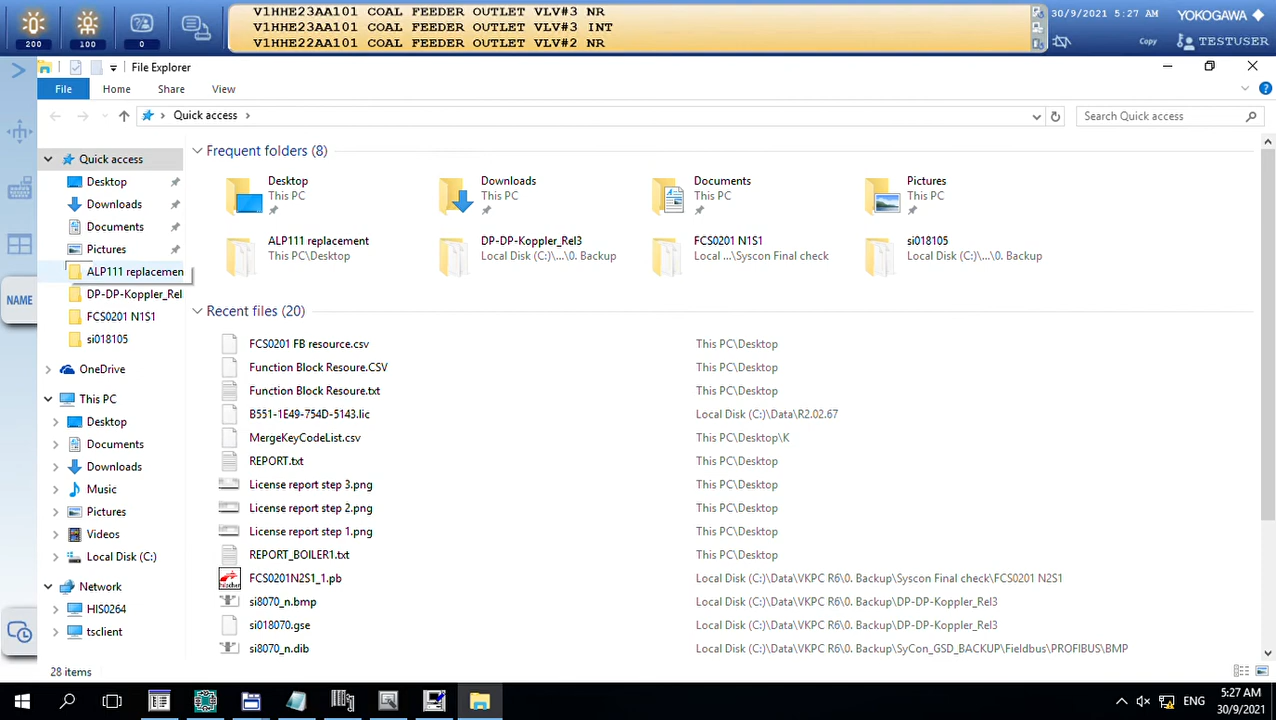 V1HHE23AA101 COAL FEEDER OUTLET VLV#3 NR
V1HHE23AA101 COAL FEEDER OUTLET VLV#3 INT
V1HHE22AA101 COAL FEEDER OUTLET VLV#2 NR
200
100
0
30/9/2021 5:27 AM YOKOGAWA
Copy TESTUSER
File Explorer
File Home Share View
Quick access
Search Quick access
NAME
Quick access
Desktop
Downloads
Documents
Pictures
ALP111 replacemen
DP-DP-Koppler_Rel
FCS0201 N1S1
si018105
OneDrive
This PC
Desktop
Documents
Downloads
Music
Pictures
Videos
Local Disk (C:)
Network
HIS0264
tsclient
Frequent folders (8)
Desktop
This PC
Downloads
This PC
Documents
This PC
Pictures
This PC
ALP111 replacement
This PC\Desktop
DP-DP-Koppler_Rel3
Local Disk (C:)\...\0. Backup
FCS0201 N1S1
Local ...\Syscon Final check
si018105
Local Disk (C:)\...\0. Backup
Recent files (20)
FCS0201 FB resource.csv This PC\Desktop
Function Block Resoure.CSV This PC\Desktop
Function Block Resoure.txt This PC\Desktop
B551-1E49-754D-5143.lic Local Disk (C:)\Data\R2.02.67
MergeKeyCodeList.csv This PC\Desktop\K
REPORT.txt This PC\Desktop
License report step 3.png This PC\Desktop
License report step 2.png This PC\Desktop
License report step 1.png This PC\Desktop
REPORT_BOILER1.txt This PC\Desktop
FCS0201N2S1_1.pb Local Disk (C:)\Data\VKPC R6\0. Backup\Syscon Final check\FCS0201 N2S1
si8070_n.bmp Local Disk (C:)\Data\VKPC R6\0. Backup\DP-DP-Koppler_Rel3
si018070.gse Local Disk (C:)\Data\VKPC R6\0. Backup\DP-DP-Koppler_Rel3
si8070_n.dib Local Disk (C:)\Data\VKPC R6\0. Backup\SyCon_GSD_BACKUP\Fieldbus\PROFIBUS\BMP
28 items
ENG
5:27 AM
30/9/2021